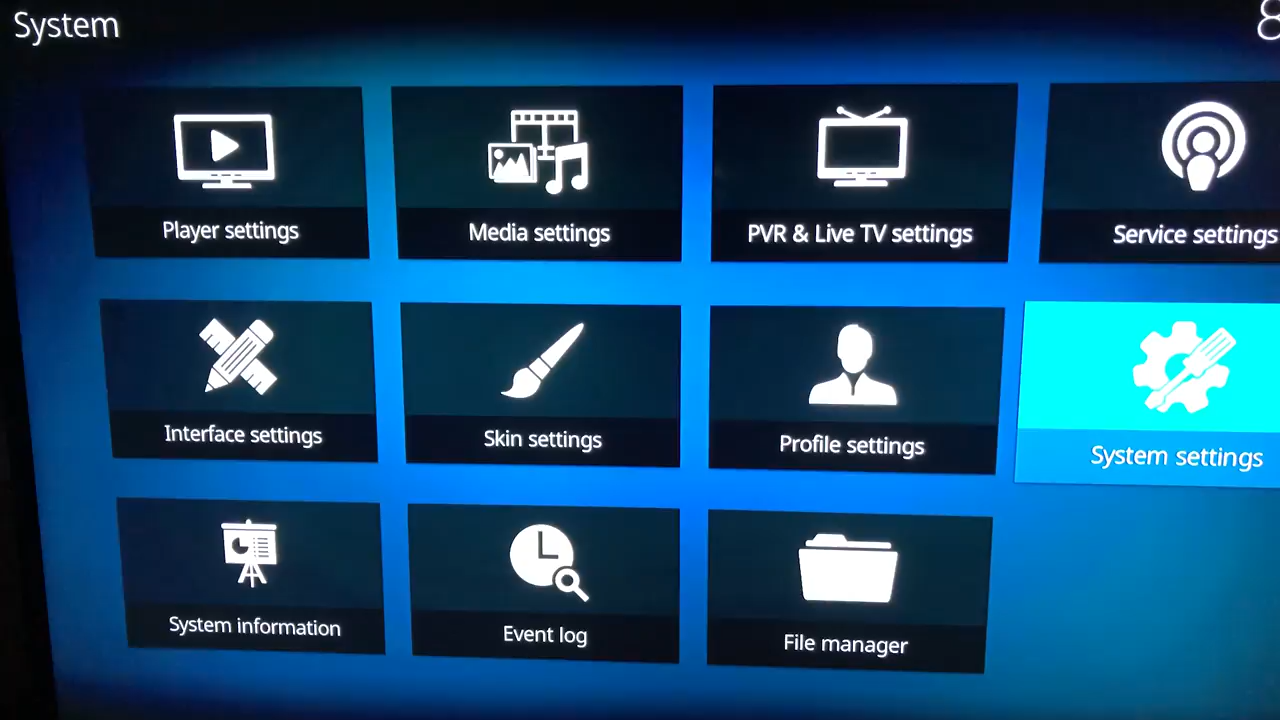 System
8
Player settings
Media settings
PVR & Live TV settings
Service settings
Interface settings
Skin settings
Profile settings
System settings
System information
Event log
File manager